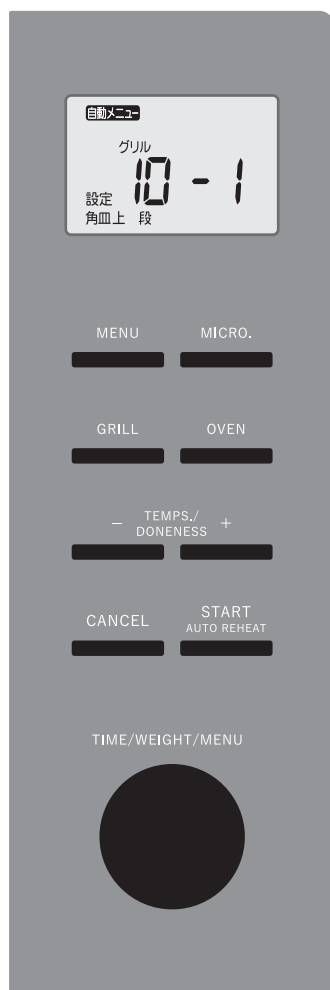 自動メニュー
グリル
10 - 1
設定
角皿上 段
MENU MICRO.
GRILL OVEN
− TEMPS./ +
DONENESS
CANCEL START
AUTO REHEAT
TIME/WEIGHT/MENU